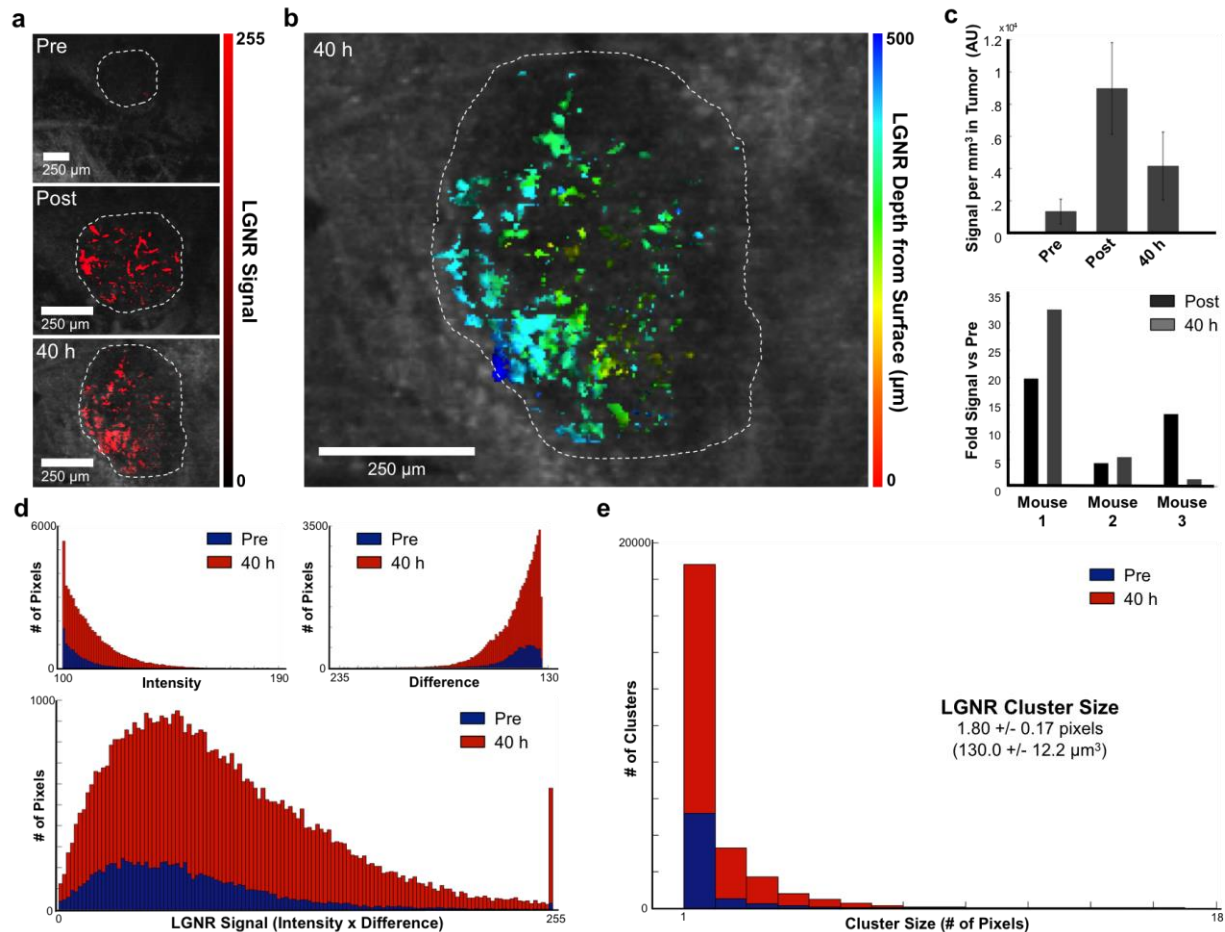 a
Pre
250 µm
Post
250 µm
40 h
250 µm
255
LGNR Signal
0
b
40 h
250 µm
500
LGNR Depth from Surface (µm)
0
c
x 10⁴
1.2
1
.8
.6
.4
.2
0
Signal per mm³ in Tumor (AU)
Pre
Post
40 h
35
30
25
20
15
10
5
0
Fold Signal vs Pre
Post
40 h
Mouse 1
Mouse 2
Mouse 3
d
6000
# of Pixels
0
Pre
40 h
100
Intensity
190
3500
# of Pixels
0
Pre
40 h
235
Difference
130
1000
# of Pixels
0
Pre
40 h
0
LGNR Signal (Intensity x Difference)
255
e
20000
# of Clusters
0
Pre
40 h
LGNR Cluster Size
1.80 +/- 0.17 pixels
(130.0 +/- 12.2 µm³)
1
Cluster Size (# of Pixels)
18